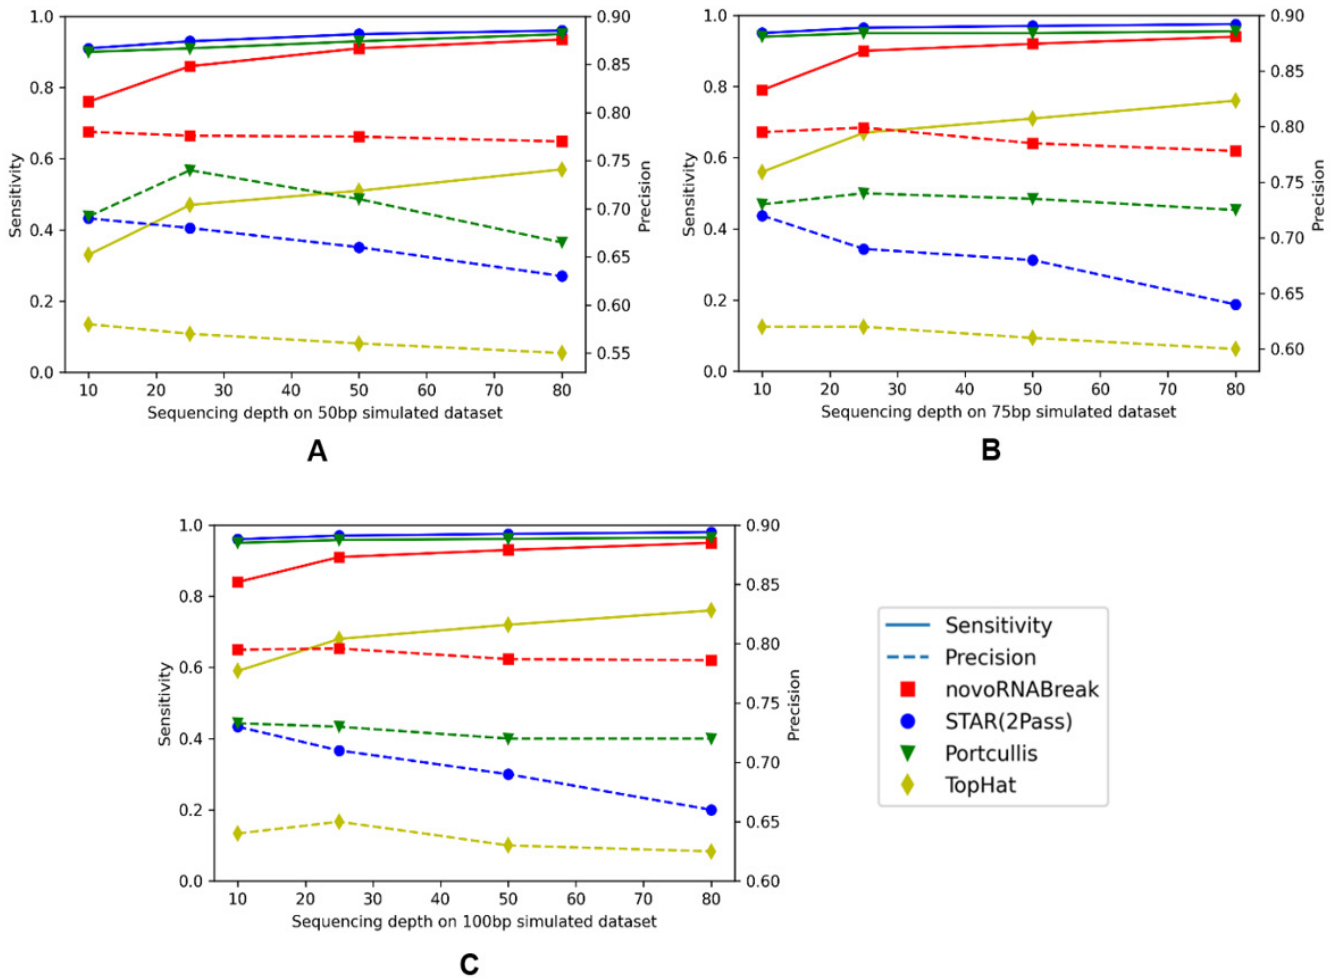 1.0
0.8
0.6
0.4
0.2
0.0
Sensitivity
0.90
0.85
0.80
0.75
0.70
0.65
0.60
0.55
Precision
10 20 30 40 50 60 70 80
Sequencing depth on 50bp simulated dataset
A
1.0
0.8
0.6
0.4
0.2
0.0
Sensitivity
0.90
0.85
0.80
0.75
0.70
0.65
0.60
Precision
10 20 30 40 50 60 70 80
Sequencing depth on 75bp simulated dataset
B
1.0
0.8
0.6
0.4
0.2
0.0
Sensitivity
0.90
0.85
0.80
0.75
0.70
0.65
0.60
Precision
10 20 30 40 50 60 70 80
Sequencing depth on 100bp simulated dataset
C
Sensitivity
Precision
novoRNABreak
STAR(2Pass)
Portcullis
TopHat